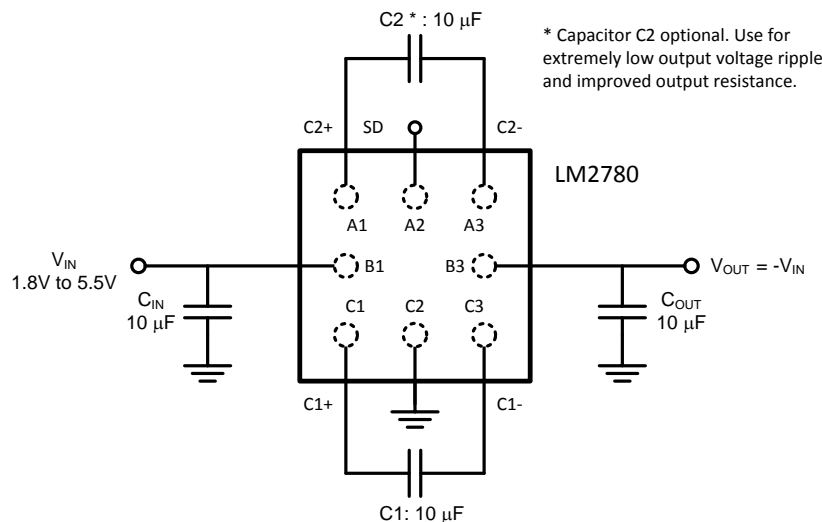 C2 * : 10 μF
* Capacitor C2 optional. Use for
extremely low output voltage ripple
and improved output resistance.
C2+ SD C2-
LM2780
A1 A2 A3
VIN
1.8V to 5.5V
B1 B3
VOUT = -VIN
CIN
10 μF
C1 C2 C3
COUT
10 μF
C1+ C1-
C1: 10 μF